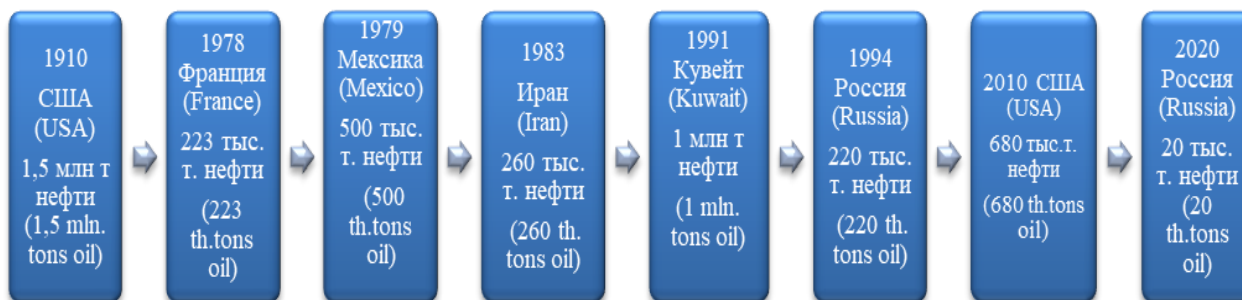 1910
США
(USA)
1,5 млн т
нефти
(1,5 mln.
tons oil)
1978
Франция
(France)
223 тыс.
т. нефти
(223
th.tons
oil)
1979
Мексика
(Mexico)
500 тыс.
т. нефти
(500
th.tons
oil)
1983
Иран
(Iran)
260 тыс.
т. нефти
(260 th.
tons oil)
1991
Кувейт
(Kuwait)
1 млн т
нефти
(1 mln.
tons oil)
1994
Россия
(Russia)
220 тыс.
т. нефти
(220 th.
tons oil)
2010 США
(USA)
680 тыс.т.
нефти
(680 th.tons
oil)
2020
Россия
(Russia)
20 тыс.
т. нефти
(20
th.tons
oil)